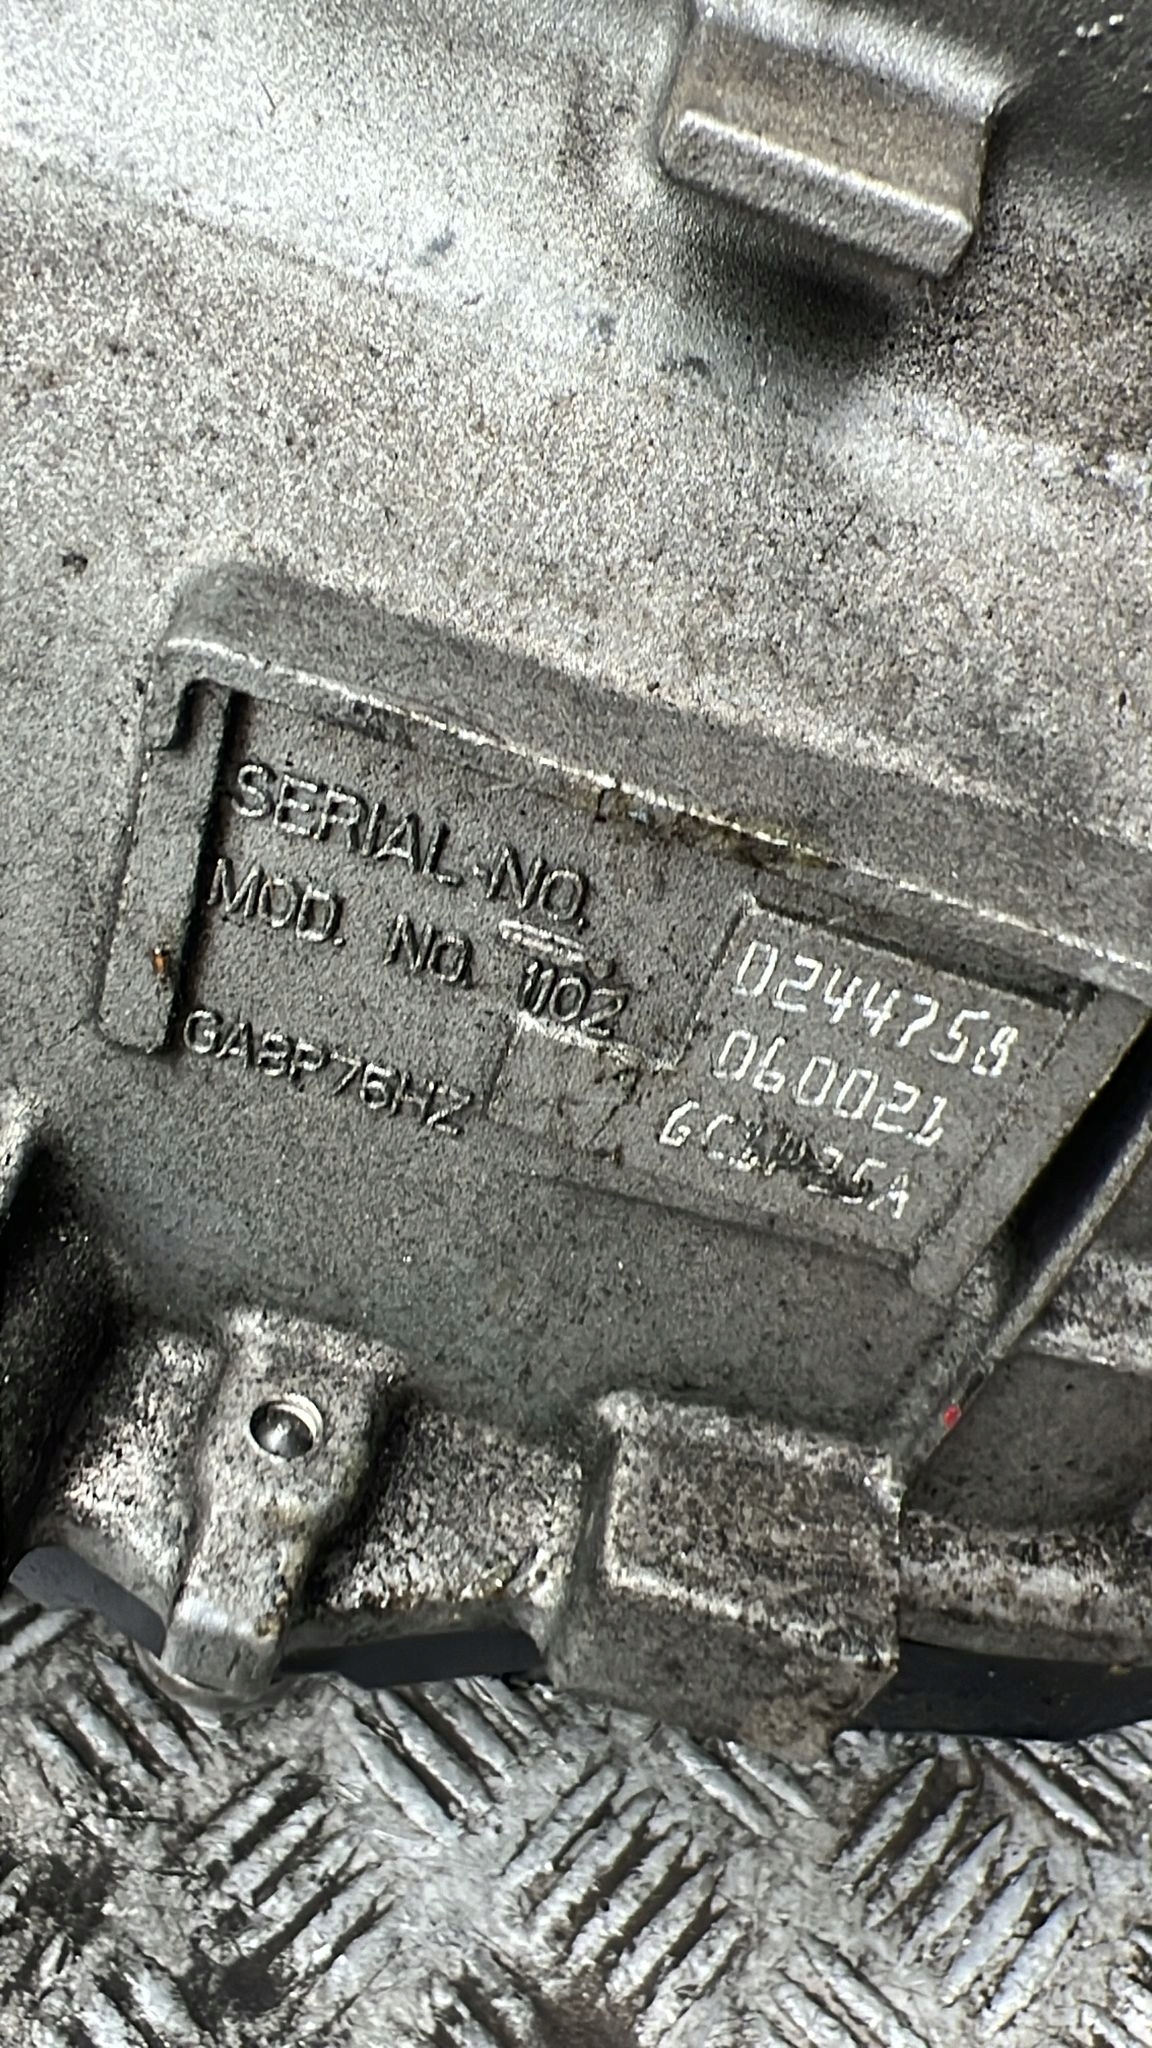 SERIAL-NO. 0244758
MOD. NO. 1102 060021
GA8P76HZ